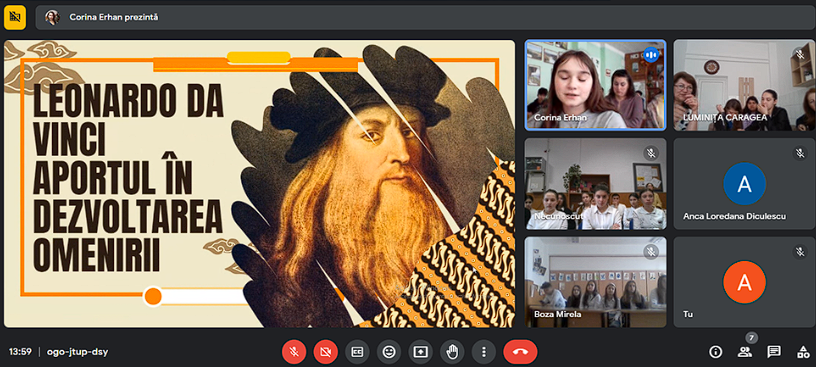 Corina Erhan prezintă
LEONARDO DA
VINCI
APORTUL ÎN
DEZVOLTAREA
OMENIRII
Corina Erhan
LUMINIȚA CARAGEA
Necunoscut
A
Anca Loredana Diculescu
Boza Mirela
A
Tu
13:59 | ogo-jtup-dsy
7